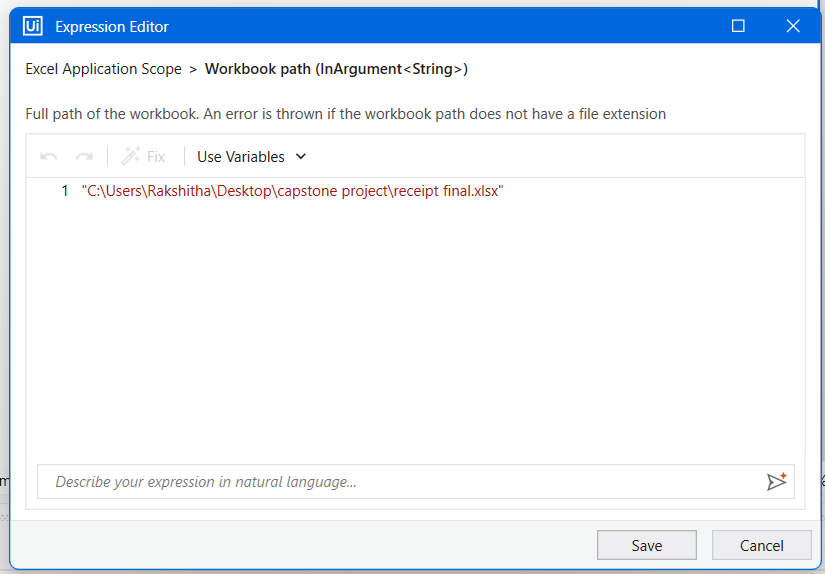 Ui Expression Editor
Excel Application Scope > Workbook path (InArgument<String>)
Full path of the workbook. An error is thrown if the workbook path does not have a file extension
Fix Use Variables
1 "C:\Users\Rakshitha\Desktop\capstone project\receipt final.xlsx"
Describe your expression in natural language...
Save Cancel